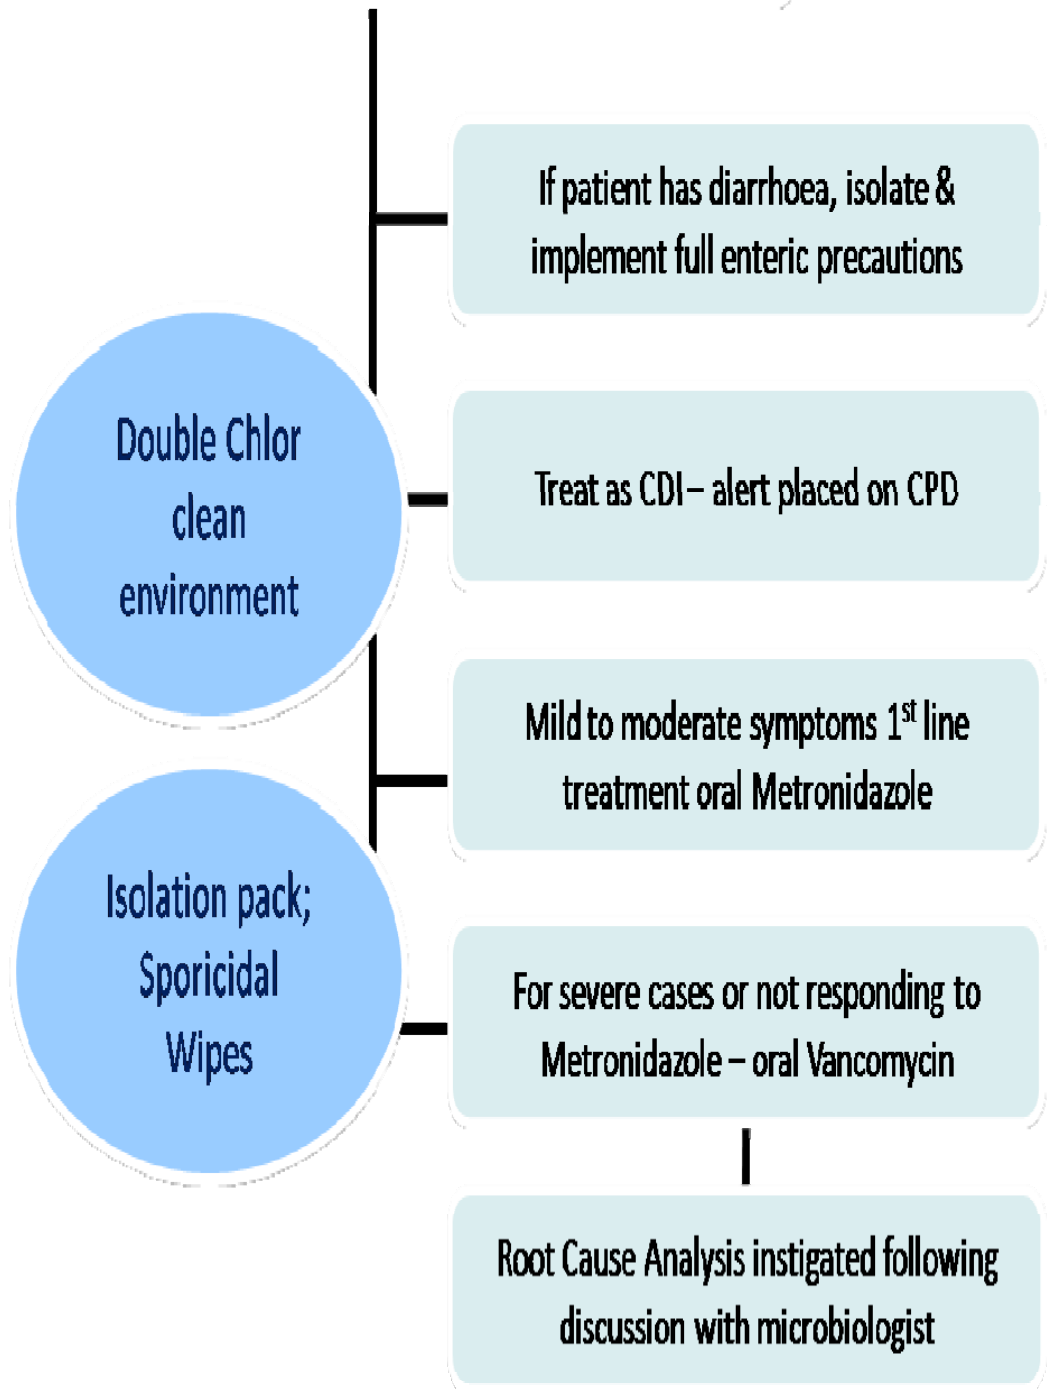 If patient has diarrhoea, isolate &
implement full enteric precautions
Double Chlor
clean
environment
Treat as CDI – alert placed on CPD
Mild to moderate symptoms 1st line
treatment oral Metronidazole
Isolation pack;
Sporicidal
Wipes
For severe cases or not responding to
Metronidazole – oral Vancomycin
Root Cause Analysis instigated following
discussion with microbiologist